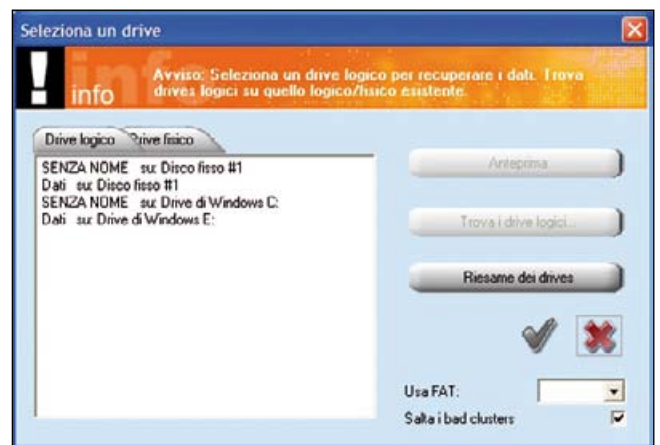 Seleziona un drive
info
Avviso: Seleziona un drive logico per recuperare i dati. Trova
drives logici su quello logico/fisico esistente.
Drive logico
Drive fisico
SENZA NOME su: Disco fisso #1
Dati su: Disco fisso #1
SENZA NOME su: Drive di Windows C:
Dati su: Drive di Windows E:
Anteprima
Trova i drive logici...
Riesame dei drives
Usa FAT:
Salta i bad clusters